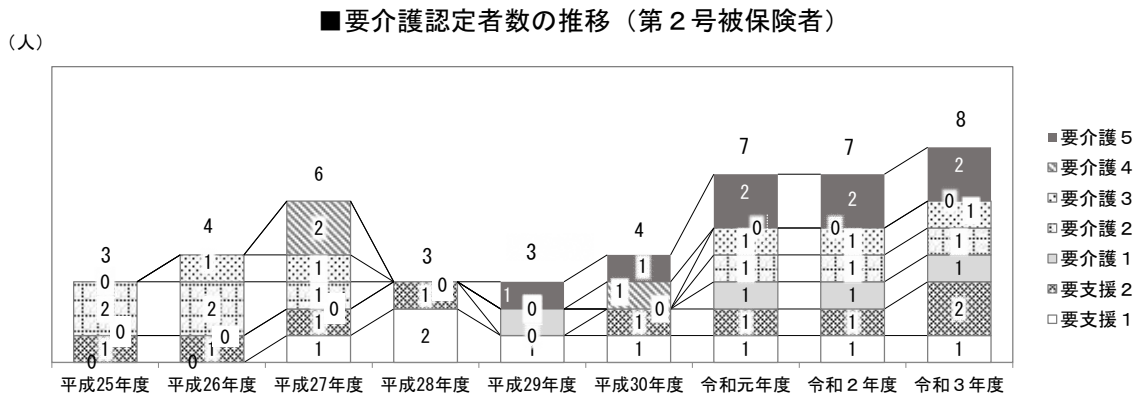 ■要介護認定者数の推移（第２号被保険者）
（人）
3 4 6 3 3 4 7 7 8
0 2 0 1 0
1 2 0 1 0
2 1 1 0 1 1
0 1 2
1 0 0 1
1 1 0 1 1
2 0 1 1 1 1 1
2 0 1 1 1 1 1
2 0 1 1 1 2 1
平成25年度 平成26年度 平成27年度 平成28年度 平成29年度 平成30年度 令和元年度 令和２年度 令和３年度
■要介護５
要介護４
要介護３
要介護２
要介護１
要支援２
□要支援１